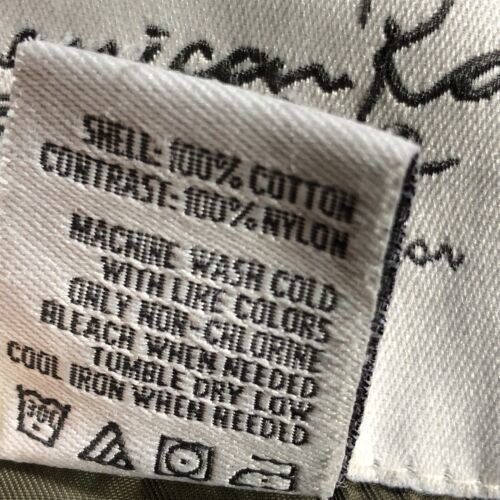 SHELL: 100% COTTON
CONTRAST: 100% NYLON
MACHINE WASH COLD
WITH LIKE COLORS
ONLY NON-CHLORINE
BLEACH WHEN NEEDED
TUMBLE DRY LOW
COOL IRON WHEN NEEDED